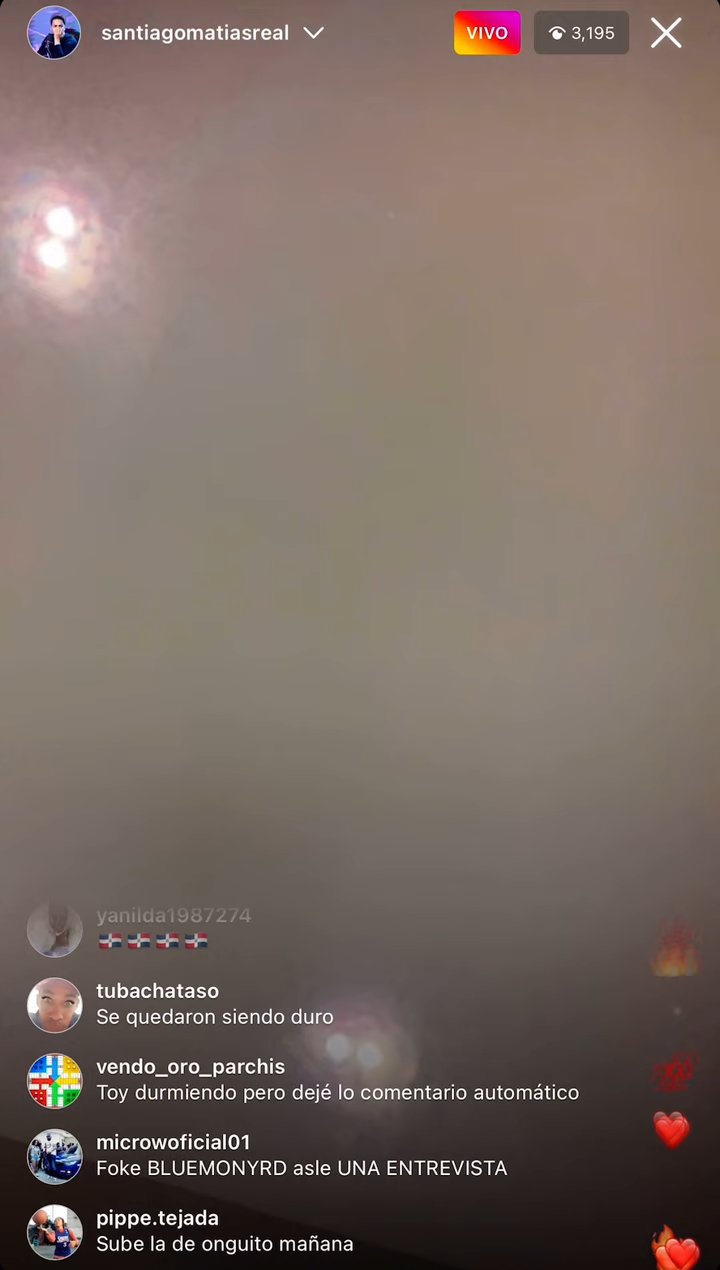 santiagomatiasreal
VIVO
3,195
yanilda1987274
🇩🇴🇩🇴🇩🇴🇩🇴
tubachataso
Se quedaron siendo duro
vendo_oro_parchis
Toy durmiendo pero dejé lo comentario automático
microwoficial01
Foke BLUEMONYRD asle UNA ENTREVISTA
pippe.tejada
Sube la de onguito mañana
💯